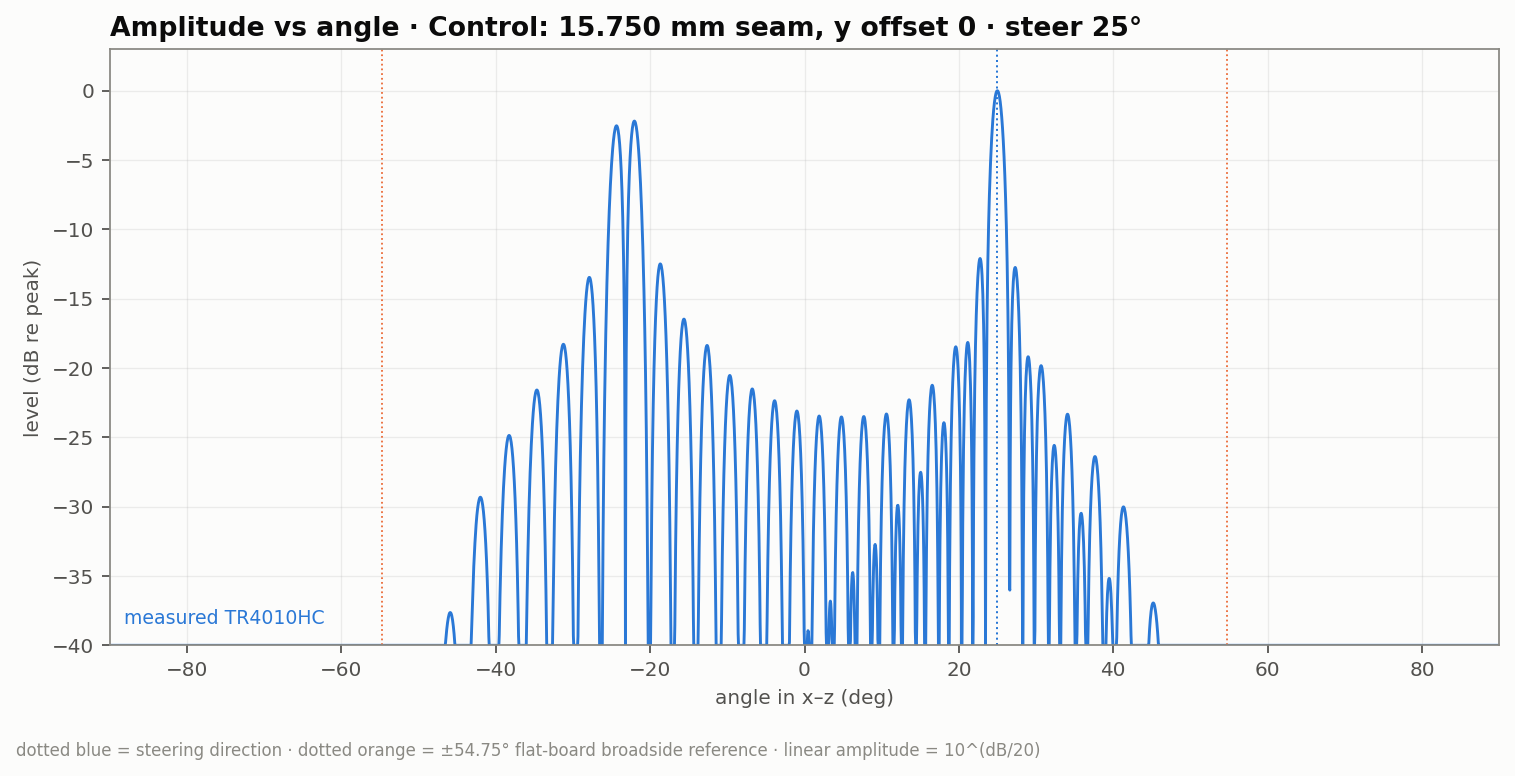 Amplitude vs angle · Control: 15.750 mm seam, y offset 0 · steer 25°
0
−5
−10
−15
−20
−25
−30
−35
−40
level (dB re peak)
measured TR4010HC
−80 −60 −40 −20 0 20 40 60 80
angle in x–z (deg)
dotted blue = steering direction · dotted orange = ±54.75° flat-board broadside reference · linear amplitude = 10^(dB/20)